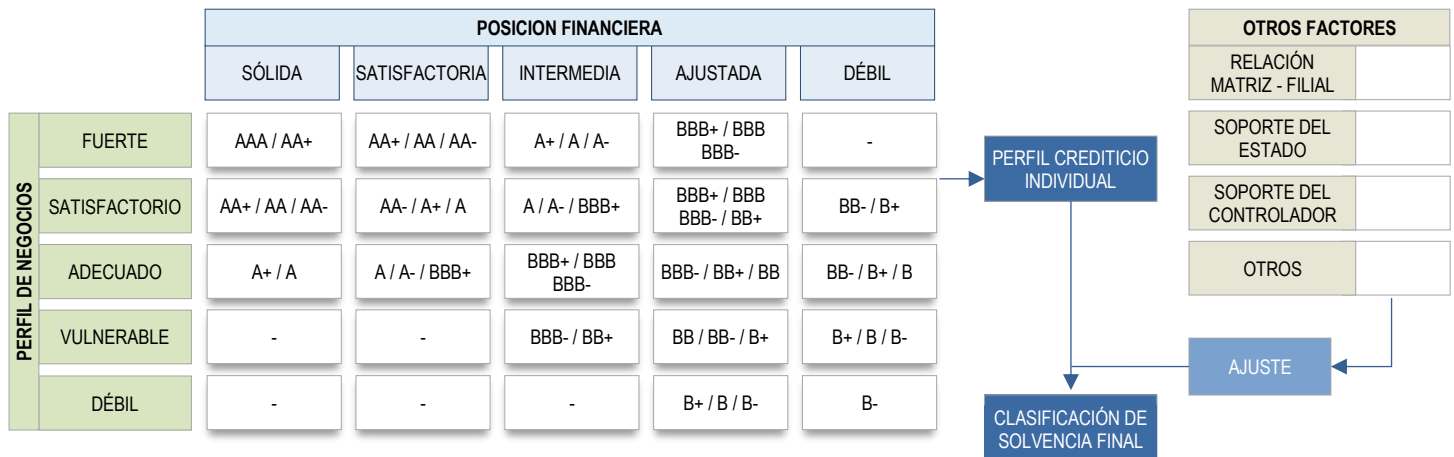 POSICION FINANCIERA
SÓLIDA
SATISFACTORIA
INTERMEDIA
AJUSTADA
DÉBIL
PERFIL DE NEGOCIOS
FUERTE
AAA / AA+
AA+ / AA / AA-
A+ / A / A-
BBB+ / BBB
BBB-
-
SATISFACTORIO
AA+ / AA / AA-
AA- / A+ / A
A / A- / BBB+
BBB+ / BBB
BBB- / BB+
BB- / B+
ADECUADO
A+ / A
A / A- / BBB+
BBB+ / BBB
BBB-
BBB- / BB+ / BB
BB- / B+ / B
VULNERABLE
-
-
BBB- / BB+
BB / BB- / B+
B+ / B / B-
DÉBIL
-
-
-
B+ / B / B-
B-
PERFIL CREDITICIO
INDIVIDUAL
CLASIFICACIÓN DE
SOLVENCIA FINAL
OTROS FACTORES
RELACIÓN
MATRIZ - FILIAL
SOPORTE DEL
ESTADO
SOPORTE DEL
CONTROLADOR
OTROS
AJUSTE